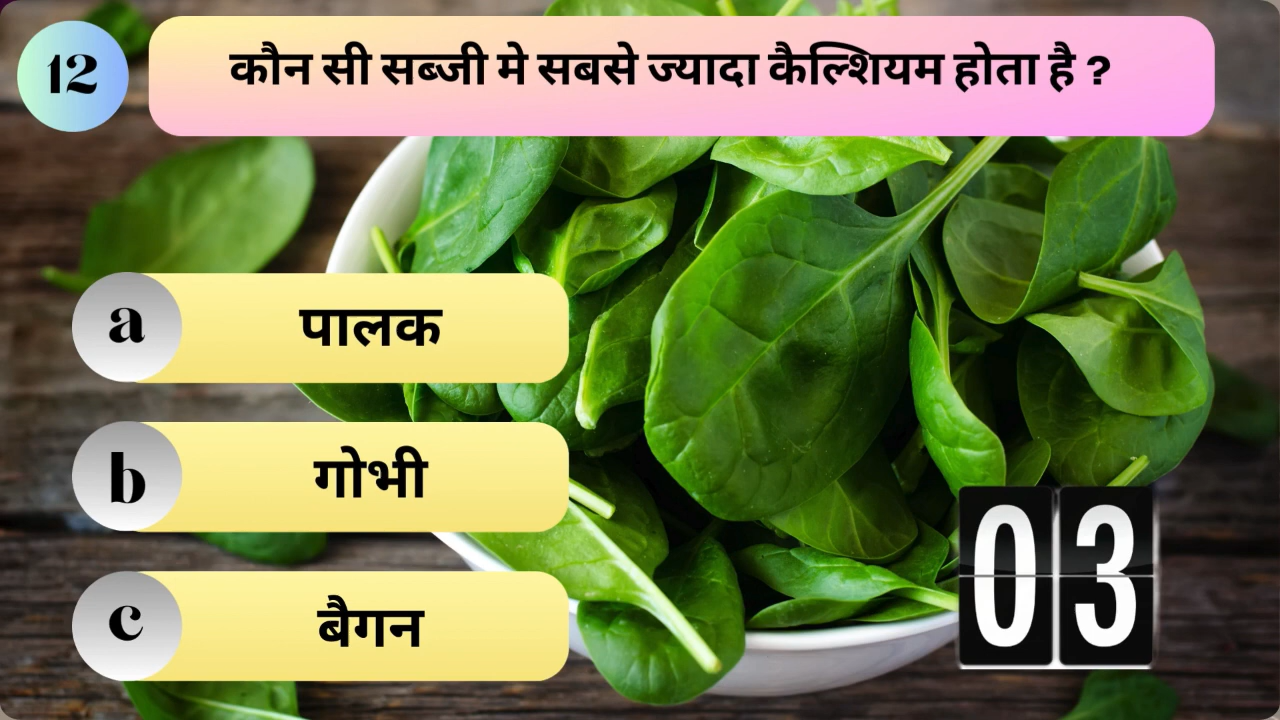 12
कौन सी सब्जी मे सबसे ज्यादा कैल्शियम होता है ?
a पालक
b गोभी
c बैगन
03